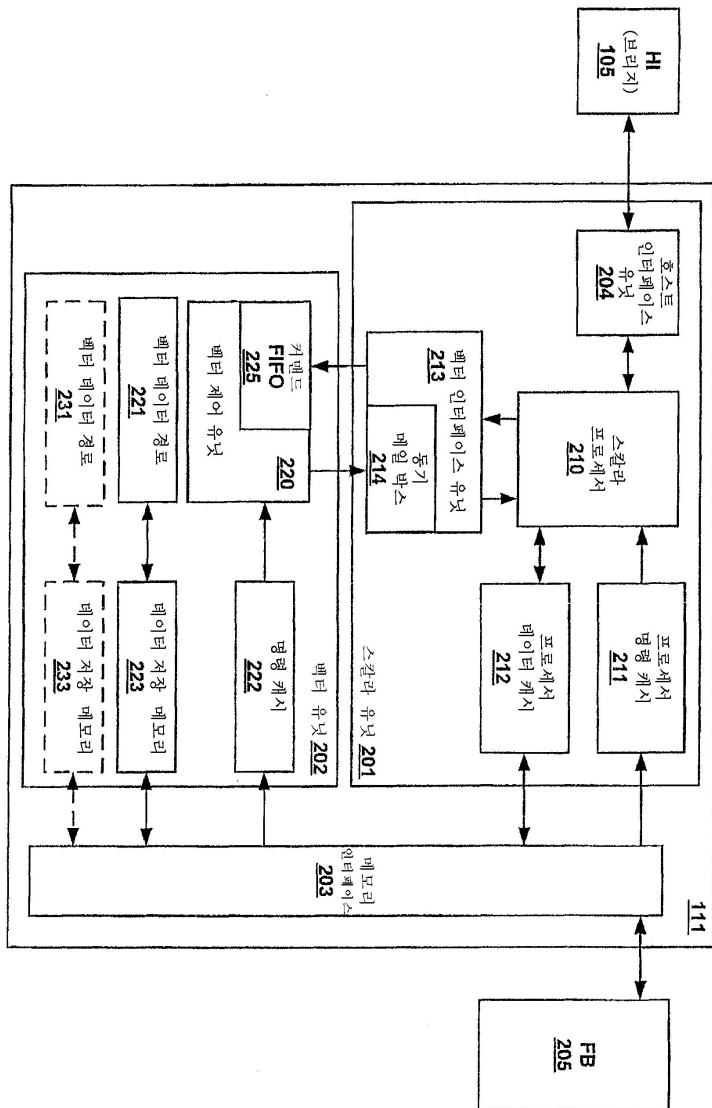 HI
(브리지)
105
111
호스트
인터페이스
유닛
204
스칼라
프로세서
210
프로세서
명령 캐시
211
프로세서
데이터 캐시
212
벡터 인터페이스 유닛
213
동기
메일 박스
214
스칼라 유닛 201
커맨드
FIFO
225
벡터 제어 유닛
220
명령 캐시
222
벡터 유닛 202
벡터 데이터 경로
221
데이터 저장 메모리
223
벡터 데이터 경로
231
데이터 저장 메모리
233
메모리
인터페이스
203
FB
205